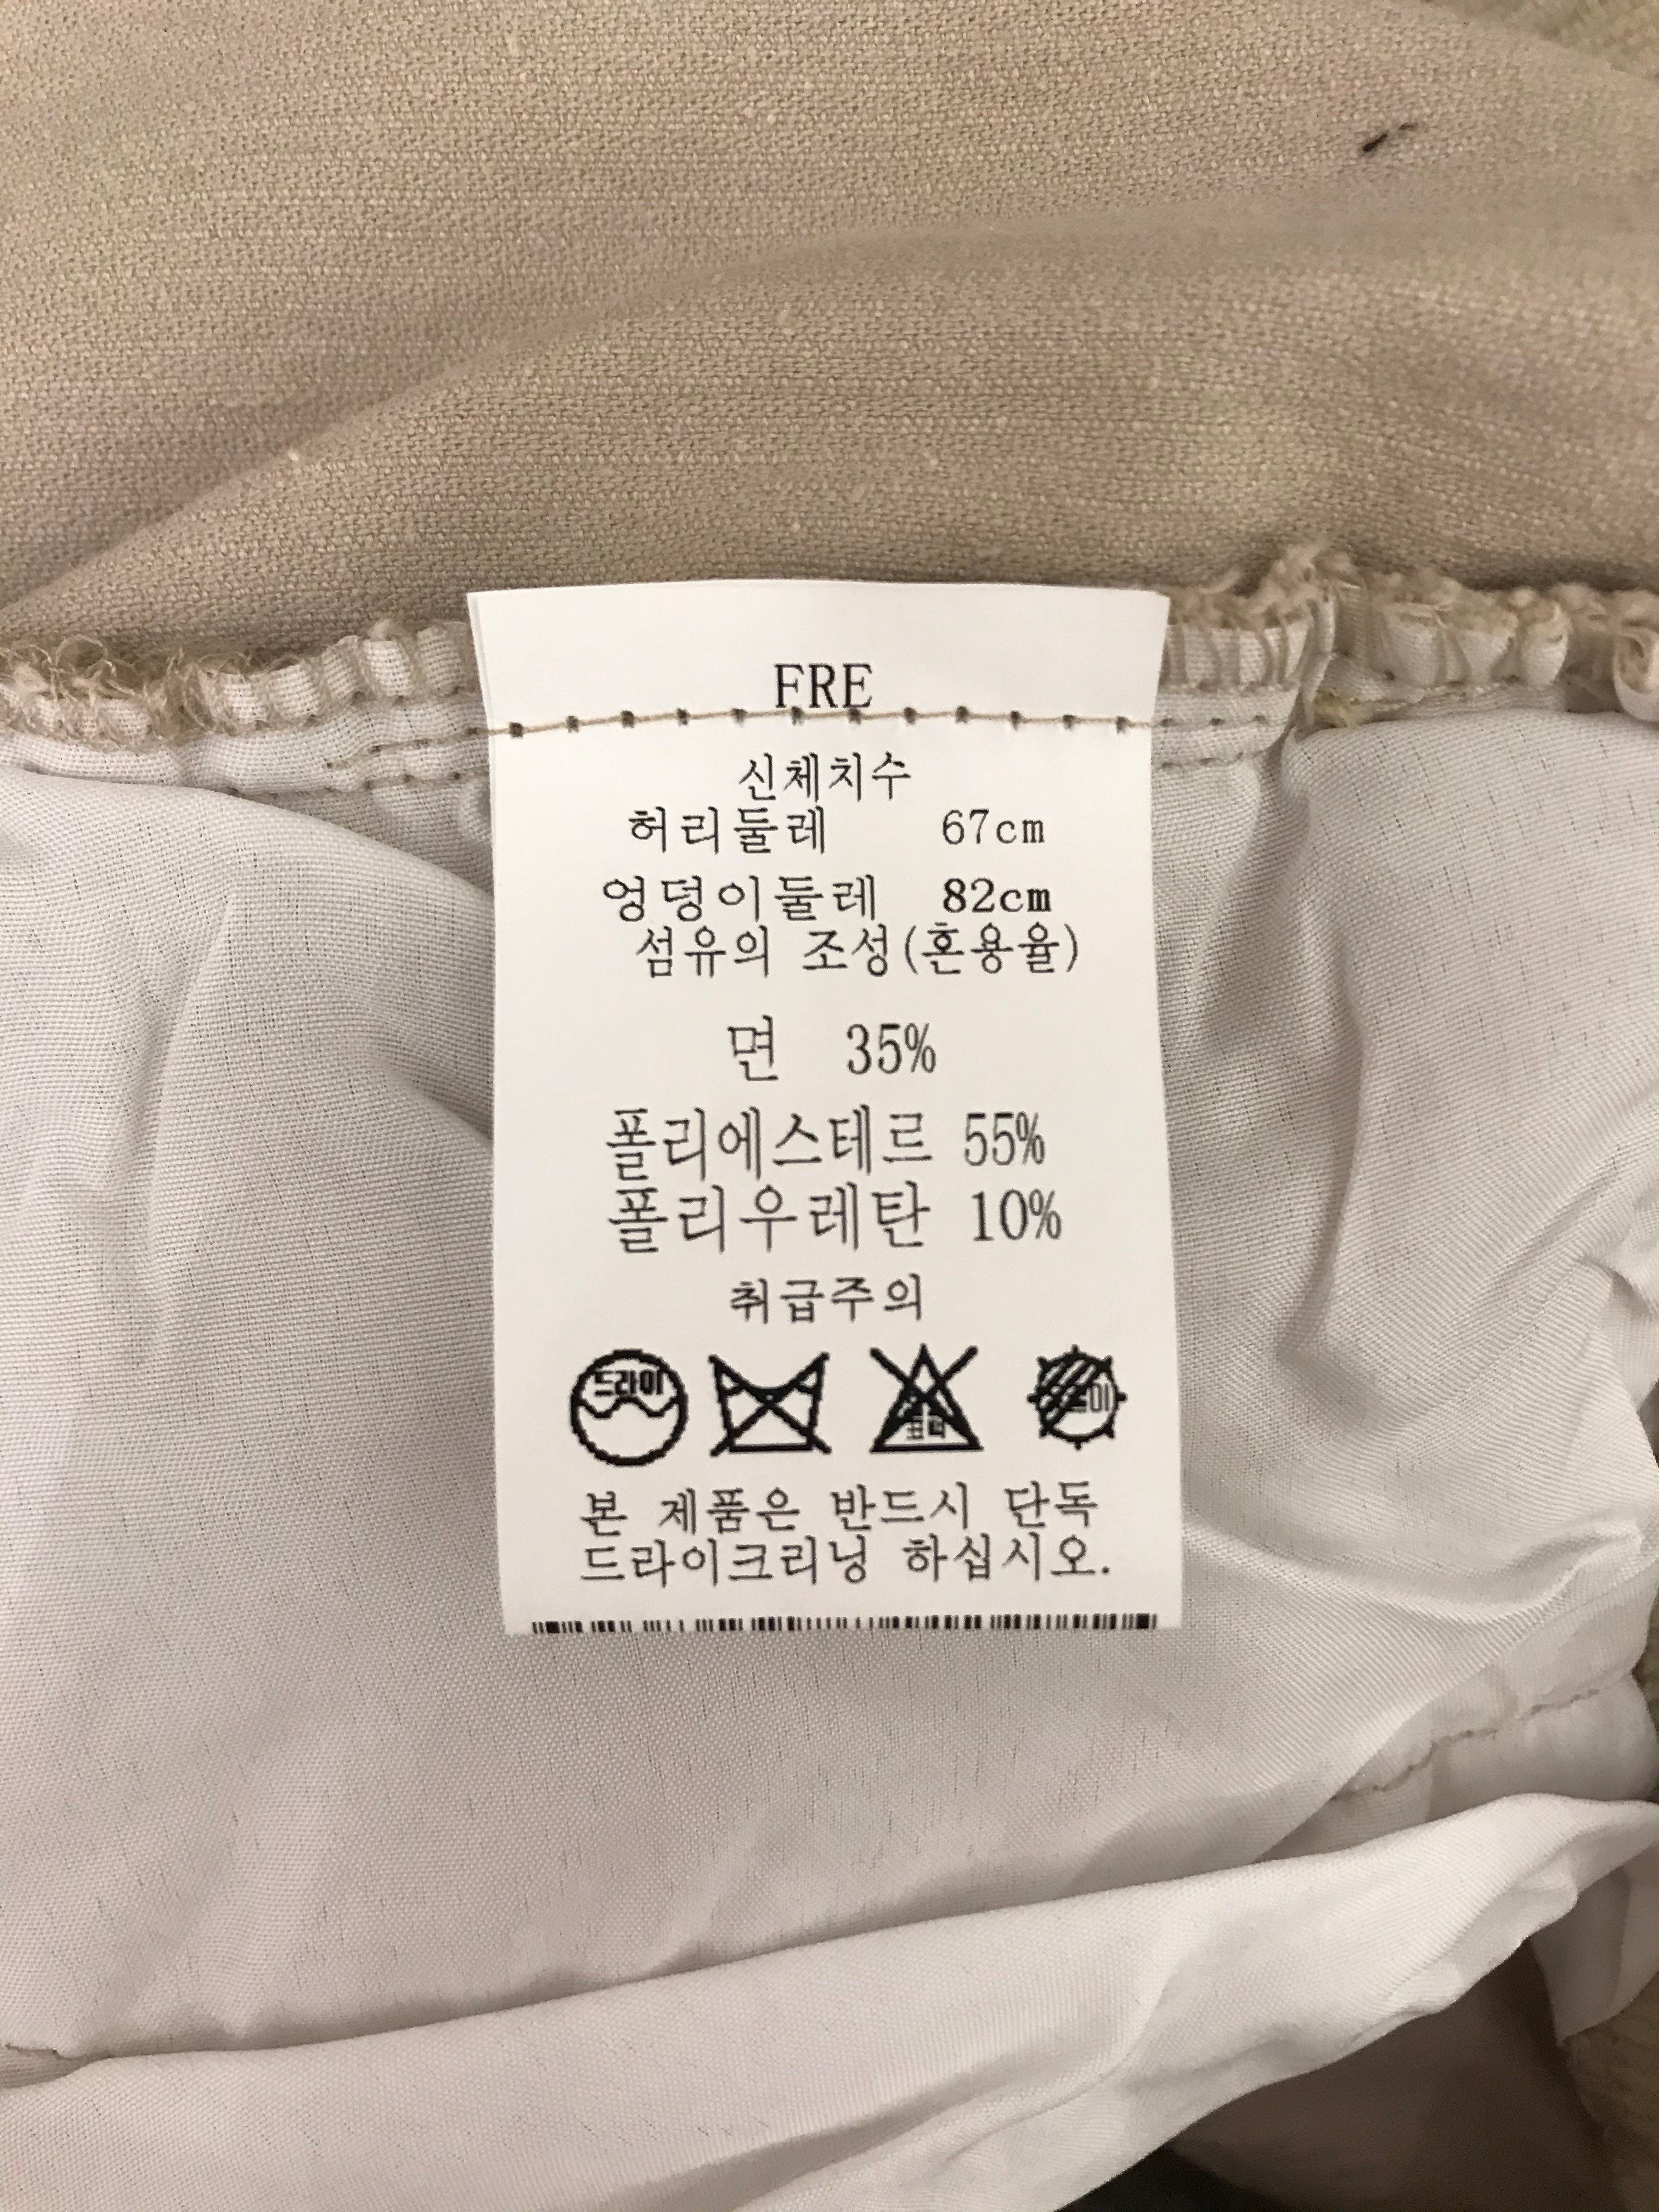 FRE
신체치수
허리둘레 67cm
엉덩이둘레 82cm
섬유의 조성(혼용율)
면 35%
폴리에스테르 55%
폴리우레탄 10%
취급주의
드라이
표백
본 제품은 반드시 단독
드라이크리닝 하십시오.